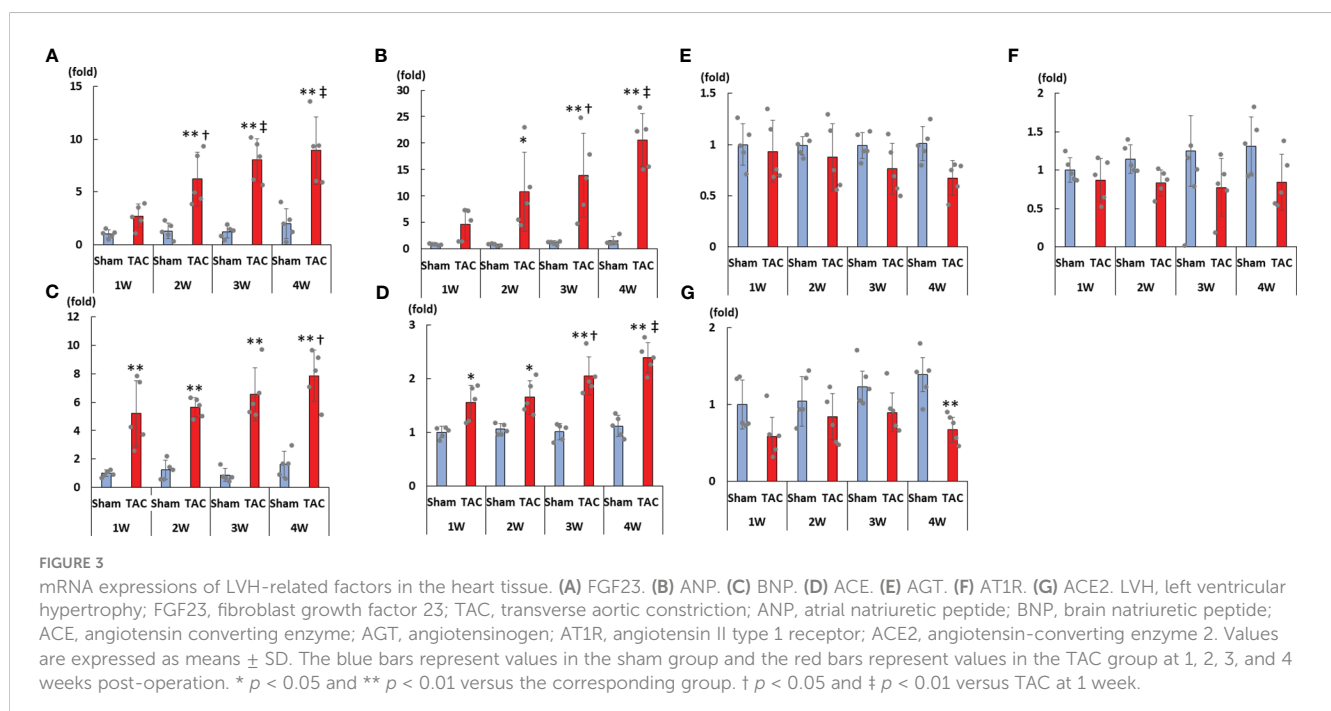 A
(fold)
15
10
5
0
** †
** ‡
** ‡
Sham TAC Sham TAC Sham TAC Sham TAC
1W 2W 3W 4W
B
(fold)
30
25
20
15
10
5
0
*
** †
** ‡
Sham TAC Sham TAC Sham TAC Sham TAC
1W 2W 3W 4W
E
(fold)
1.5
1
0.5
0
Sham TAC Sham TAC Sham TAC Sham TAC
1W 2W 3W 4W
F
(fold)
2
1.5
1
0.5
0
Sham TAC Sham TAC Sham TAC Sham TAC
1W 2W 3W 4W
C
(fold)
12
10
8
6
4
2
0
**
**
**
** †
Sham TAC Sham TAC Sham TAC Sham TAC
1W 2W 3W 4W
D
(fold)
3
2
1
0
*
*
** †
** ‡
Sham TAC Sham TAC Sham TAC Sham TAC
1W 2W 3W 4W
G
(fold)
2
1
0
**
Sham TAC Sham TAC Sham TAC Sham TAC
1W 2W 3W 4W
FIGURE 3
mRNA expressions of LVH-related factors in the heart tissue. (A) FGF23. (B) ANP. (C) BNP. (D) ACE. (E) AGT. (F) AT1R. (G) ACE2. LVH, left ventricular
hypertrophy; FGF23, fibroblast growth factor 23; TAC, transverse aortic constriction; ANP, atrial natriuretic peptide; BNP, brain natriuretic peptide;
ACE, angiotensin converting enzyme; AGT, angiotensinogen; AT1R, angiotensin II type 1 receptor; ACE2, angiotensin-converting enzyme 2. Values
are expressed as means ± SD. The blue bars represent values in the sham group and the red bars represent values in the TAC group at 1, 2, 3, and 4
weeks post-operation. * p < 0.05 and ** p < 0.01 versus the corresponding group. † p < 0.05 and ‡ p < 0.01 versus TAC at 1 week.